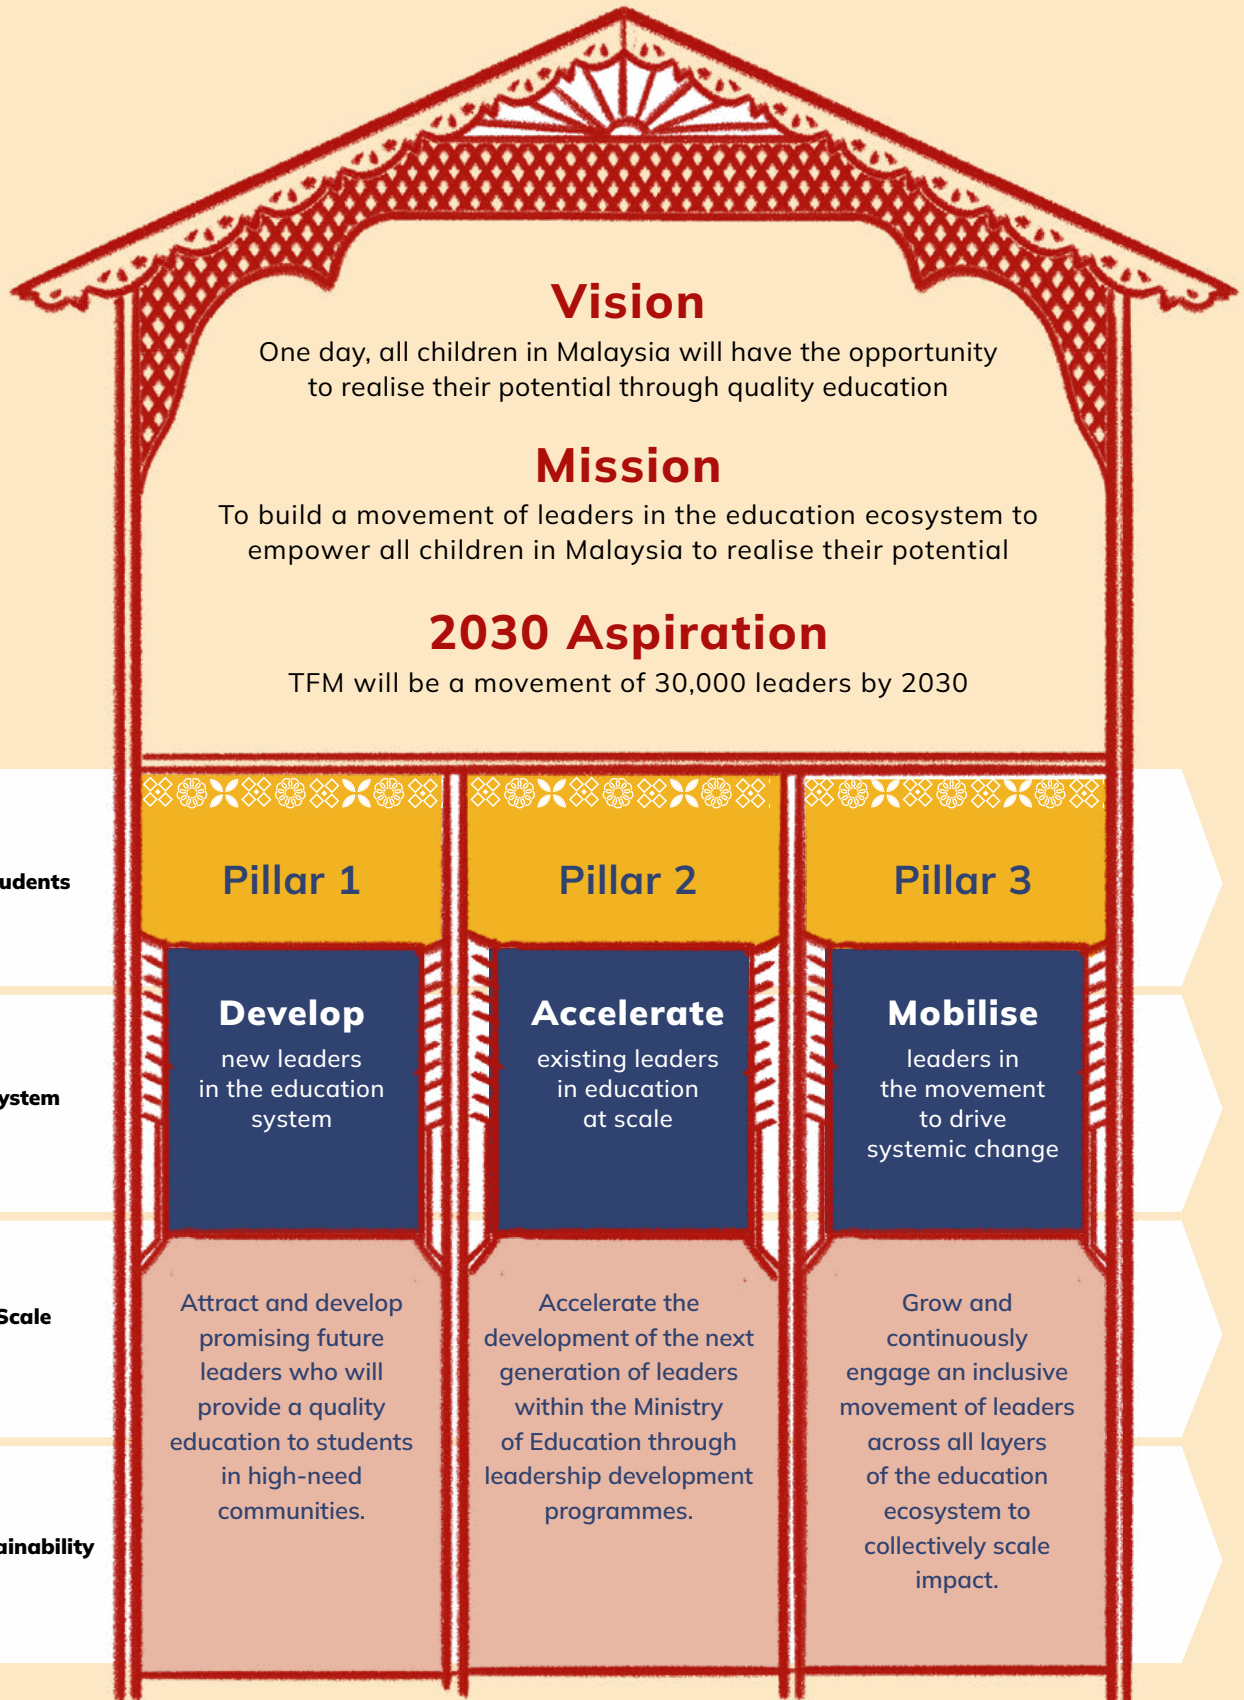 Vision
One day, all children in Malaysia will have the opportunity
to realise their potential through quality education
Mission
To build a movement of leaders in the education ecosystem to
empower all children in Malaysia to realise their potential
2030 Aspiration
TFM will be a movement of 30,000 leaders by 2030
udents
ystem
Scale
ainability
Pillar 1
Develop
new leaders
in the education
system
Attract and develop
promising future
leaders who will
provide a quality
education to students
in high-need
communities.
Pillar 2
Accelerate
existing leaders
in education
at scale
Accelerate the
development of the next
generation of leaders
within the Ministry
of Education through
leadership development
programmes.
Pillar 3
Mobilise
leaders in
the movement
to drive
systemic change
Grow and
continuously
engage an inclusive
movement of leaders
across all layers
of the education
ecosystem to
collectively scale
impact.